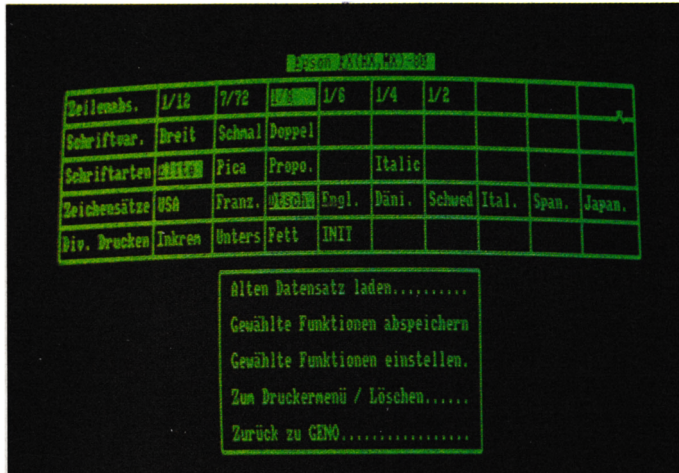 Epson FX(RX,MX)-80
Zeilenabs. 1/12 7/72 1/8 1/6 1/4 1/2
Schriftvar. Breit Schmal Doppel
Schriftarten Elite Pica Propo. Italic
Zeichensätze USA Franz. Dtsch. Engl. Däni. Schwed Ital. Span. Japan.
Div. Drucken Inkrem Unters Fett INIT
Alten Datensatz laden..........
Gewählte Funktionen abspeichern
Gewählte Funktionen einstellen.
Zum Druckermenü / Löschen......
Zurück zu GENO.................